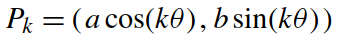 P_k = (a cos(kθ), b sin(kθ))